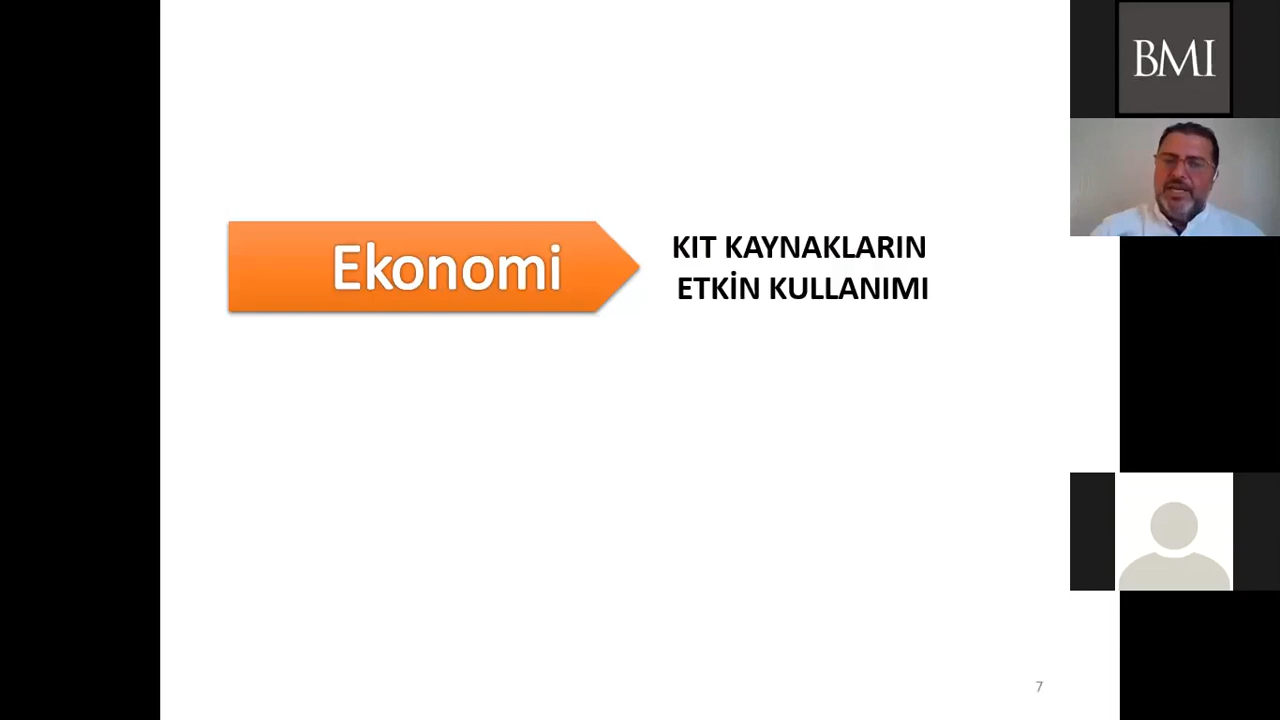 Ekonomi
KIT KAYNAKLARIN
ETKİN KULLANIMI
BMI
7